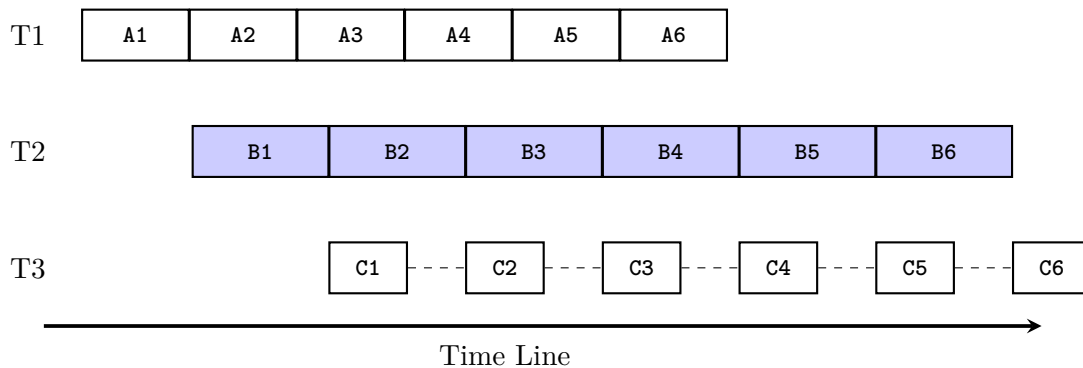 T1 A1 A2 A3 A4 A5 A6
T2 B1 B2 B3 B4 B5 B6
T3 C1 C2 C3 C4 C5 C6
Time Line